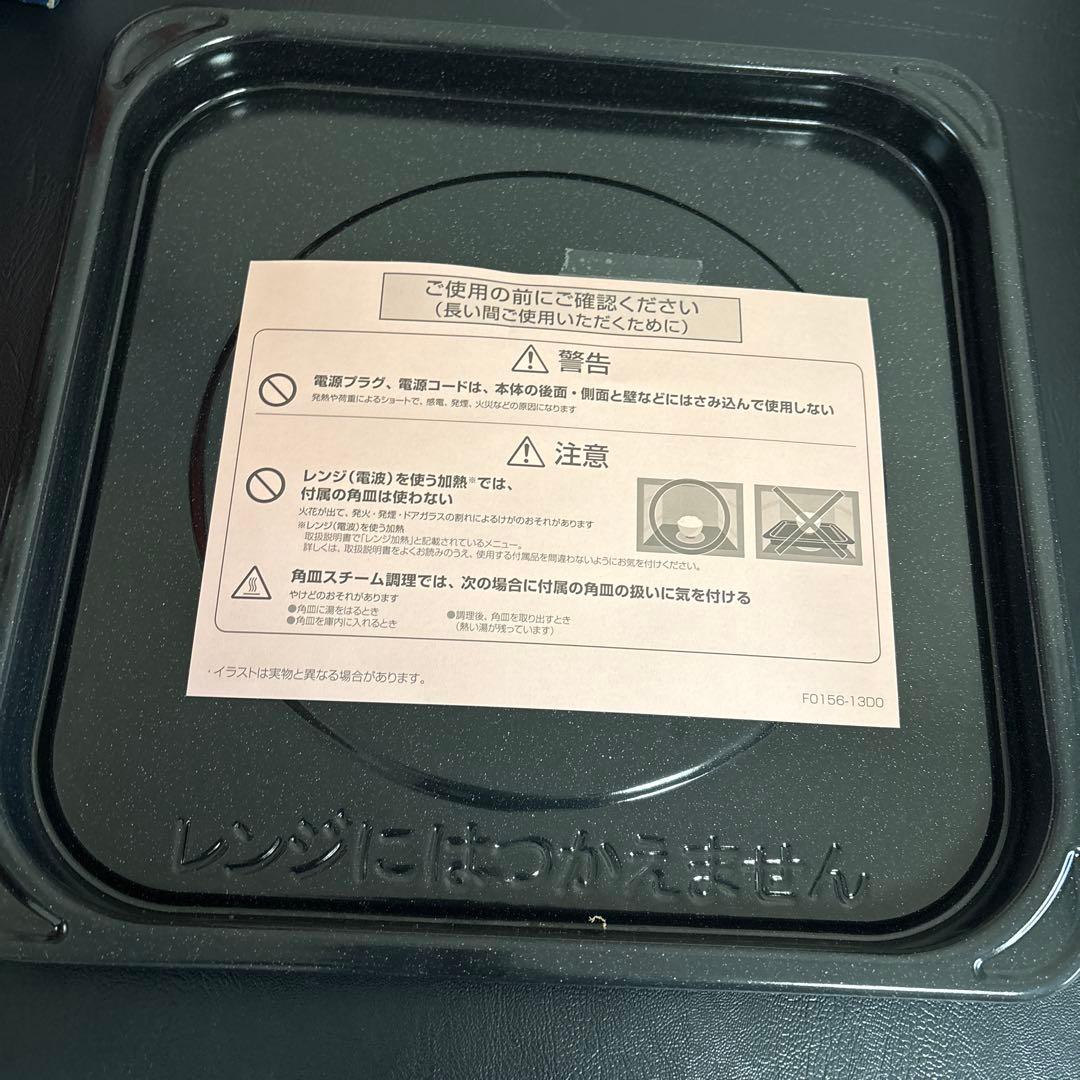 ご使用の前にご確認ください
(長い間ご使用いただくために)
警告
電源プラグ、電源コードは、本体の後面・側面と壁などにはさみ込んで使用しない
発熱や荷重によるショートで、感電、発煙、火災などの原因になります
注意
レンジ(電波)を使う加熱※では、
付属の角皿は使わない
火花が出て、発火・発煙・ドアガラスの割れによるけがのおそれがあります
※レンジ(電波)を使う加熱
取扱説明書で「レンジ加熱」と記載されているメニュー。
詳しくは、取扱説明書をよくお読みのうえ、使用する付属品を間違わないようにお気を付けください。
角皿スチーム調理では、次の場合に付属の角皿の扱いに気を付ける
やけどのおそれがあります
●角皿に湯をはるとき
●角皿を庫内に入れるとき
●調理後、角皿を取り出すとき
(熱い湯が残っています)
・イラストは実物と異なる場合があります。
F0156-13D0
レンジにはつかえません